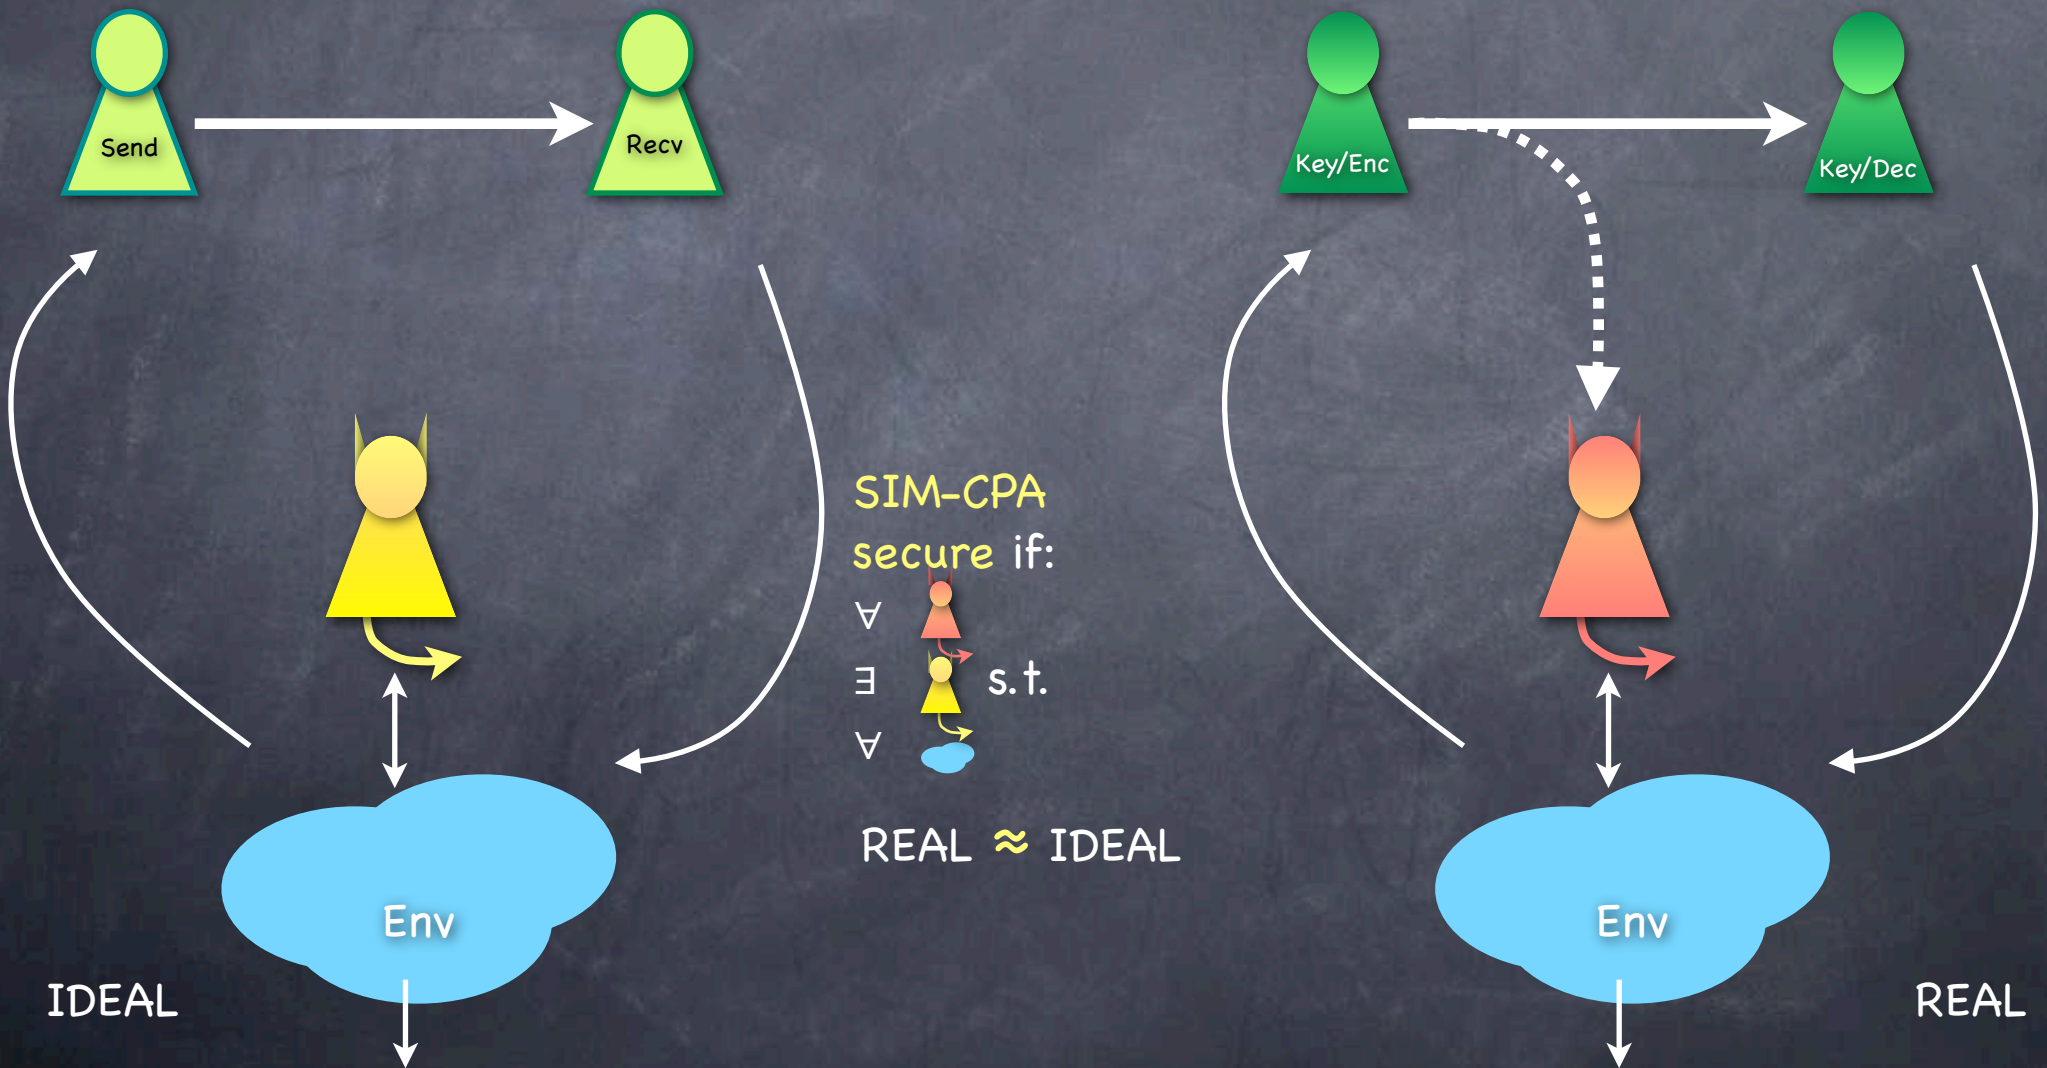 Send
Recv
Key/Enc
Key/Dec
SIM-CPA
secure if:
∀
∃ s.t.
∀
REAL ≈ IDEAL
Env
Env
IDEAL
REAL